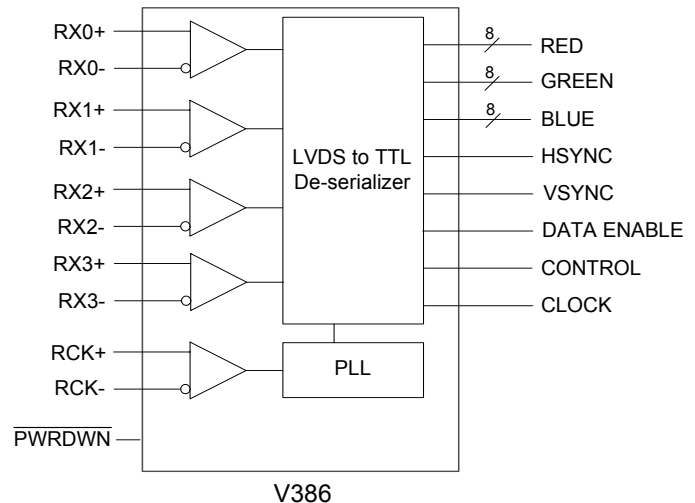 RX0+
RX0-
RX1+
RX1-
RX2+
RX2-
RX3+
RX3-
RCK+
RCK-
PWRDWN
LVDS to TTL
De-serializer
PLL
8
RED
8
GREEN
8
BLUE
HSYNC
VSYNC
DATA ENABLE
CONTROL
CLOCK
V386